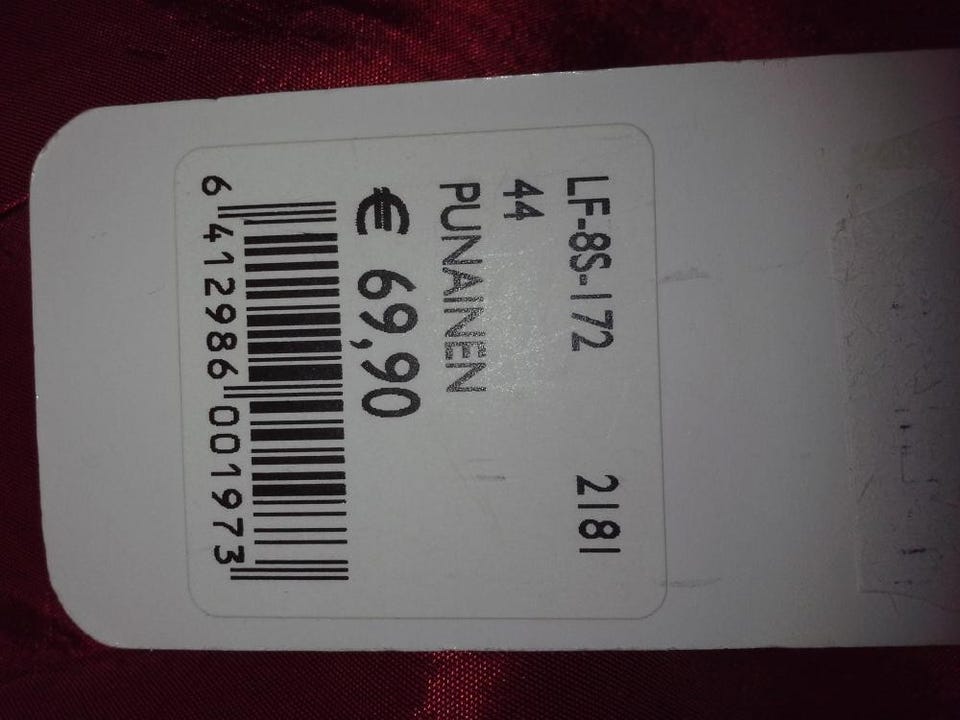 LF-8S-172 2181
44
PUNAINEN
€ 69,90
6 412986 001973